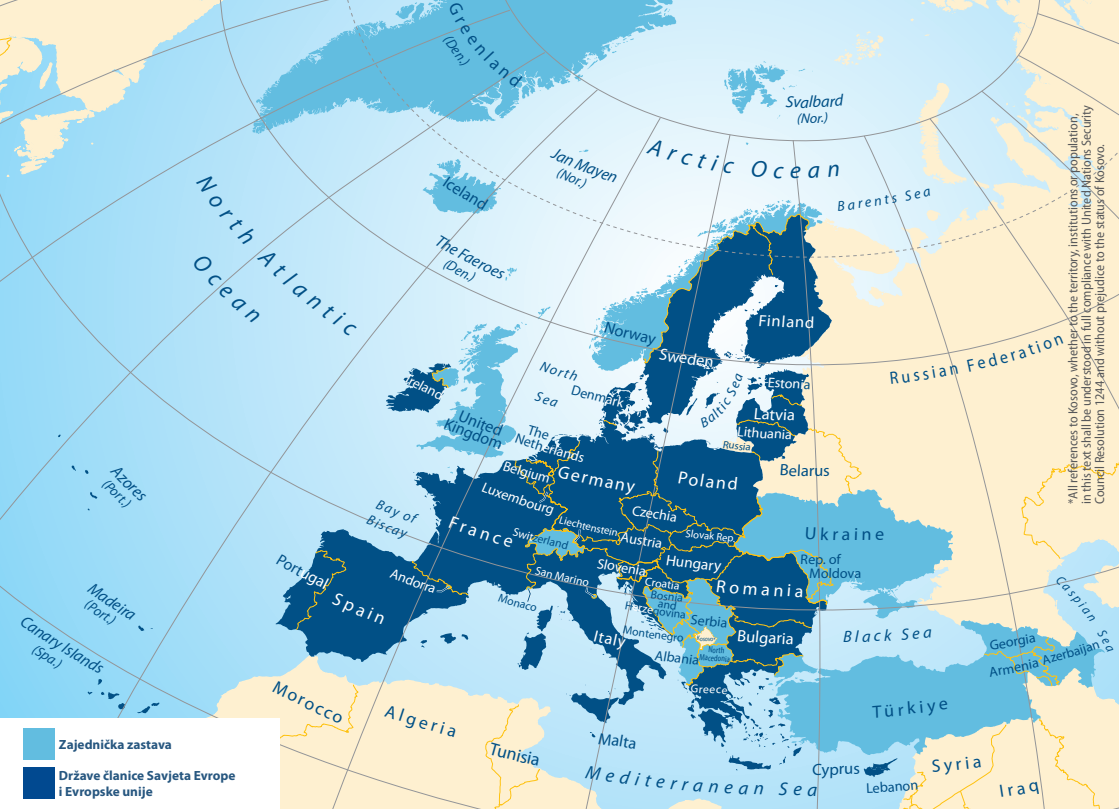 Greenland
(Den.)
Svalbard
(Nor.)
Jan Mayen
(Nor.)
Arctic Ocean
Barents Sea
Iceland
North Atlantic
Ocean
The Faeroes
(Den.)
Norway
Finland
Sweden
Russian Federation
North
Sea
Baltic Sea
Estonia
Latvia
Lithuania
Russia
Denmark
Ireland
United
Kingdom
The
Netherlands
Belgium
Luxembourg
Germany
Poland
Belarus
Azores
(Port.)
Bay of
Biscay
France
Switzerland
Liechtenstein
Czechia
Slovak Rep.
Austria
Hungary
Ukraine
Rep. of
Moldova
Romania
Slovenia
Croatia
San Marino
Monaco
Bosnia
and
Herzegovina
Serbia
Montenegro
Kosovo*
North
Macedonia
Albania
Bulgaria
Black Sea
Caspian Sea
Georgia
Armenia
Azerbaijan
Portugal
Spain
Andorra
Italy
Greece
Türkiye
Madeira
(Port.)
Canary Islands
(Spa.)
Morocco
Algeria
Tunisia
Malta
Mediterranean Sea
Cyprus
Lebanon
Syria
Iraq
*All references to Kosovo, whether to the territory, institutions or population,
in this text shall be understood in full compliance with United Nations Security
Council Resolution 1244 and without prejudice to the status of Kosovo.
Zajednička zastava
Države članice Savjeta Evrope
i Evropske unije